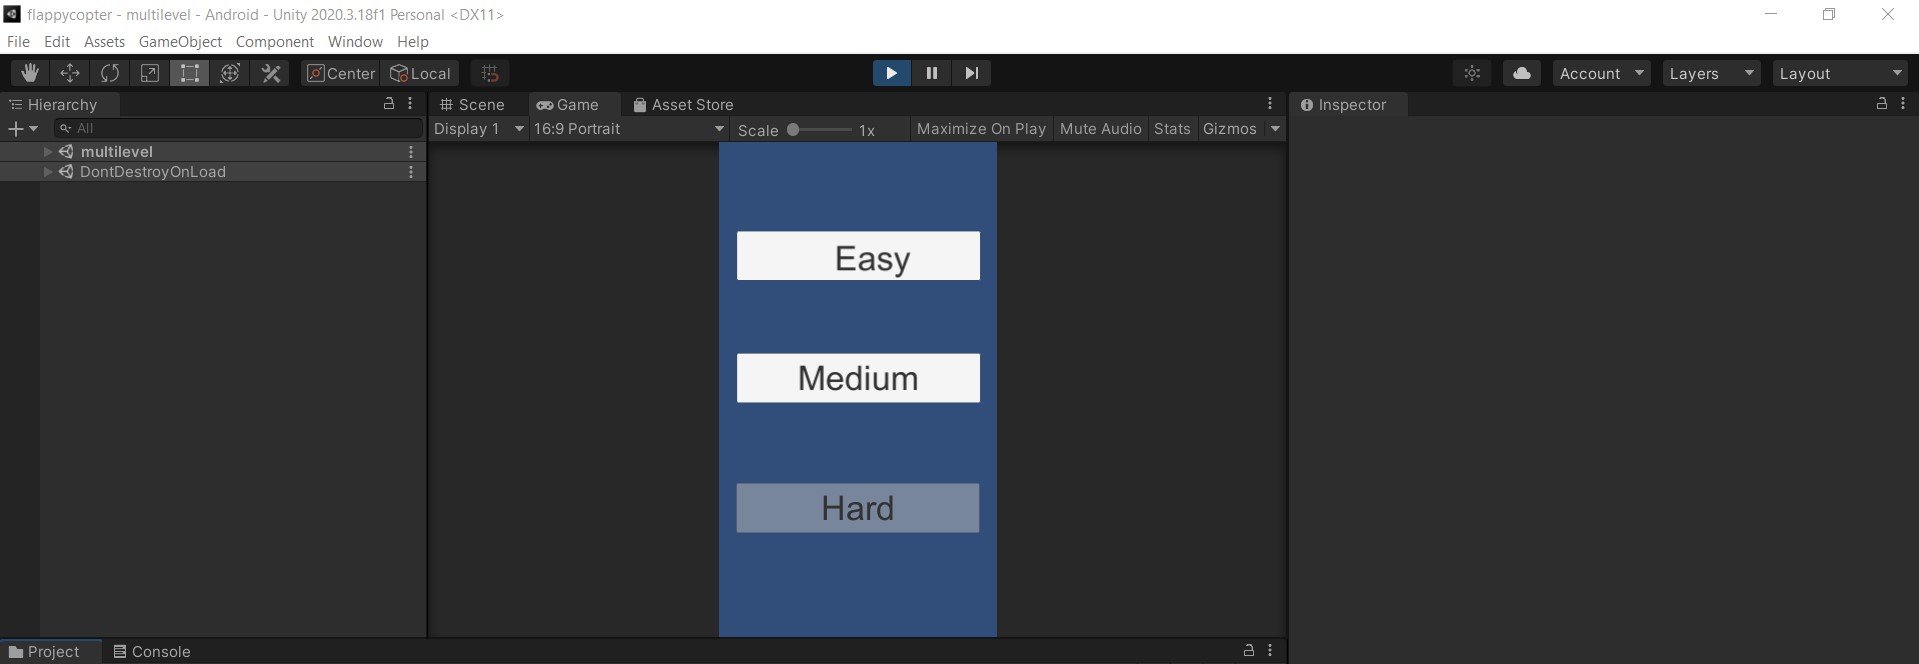 flappycopter - multilevel - Android - Unity 2020.3.18f1 Personal <DX11>
File Edit Assets GameObject Component Window Help
Center Local Account Layers Layout
Hierarchy Scene Game Asset Store Inspector
All Display 1 16:9 Portrait Scale 1x Maximize On Play Mute Audio Stats Gizmos
multilevel
DontDestroyOnLoad
Easy
Medium
Hard
Project Console